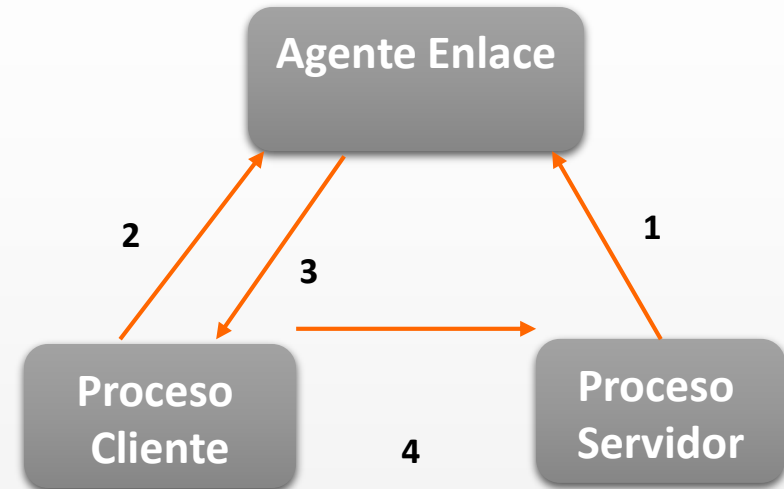 Agente Enlace
2
1
3
Proceso
Cliente
4
Proceso
Servidor